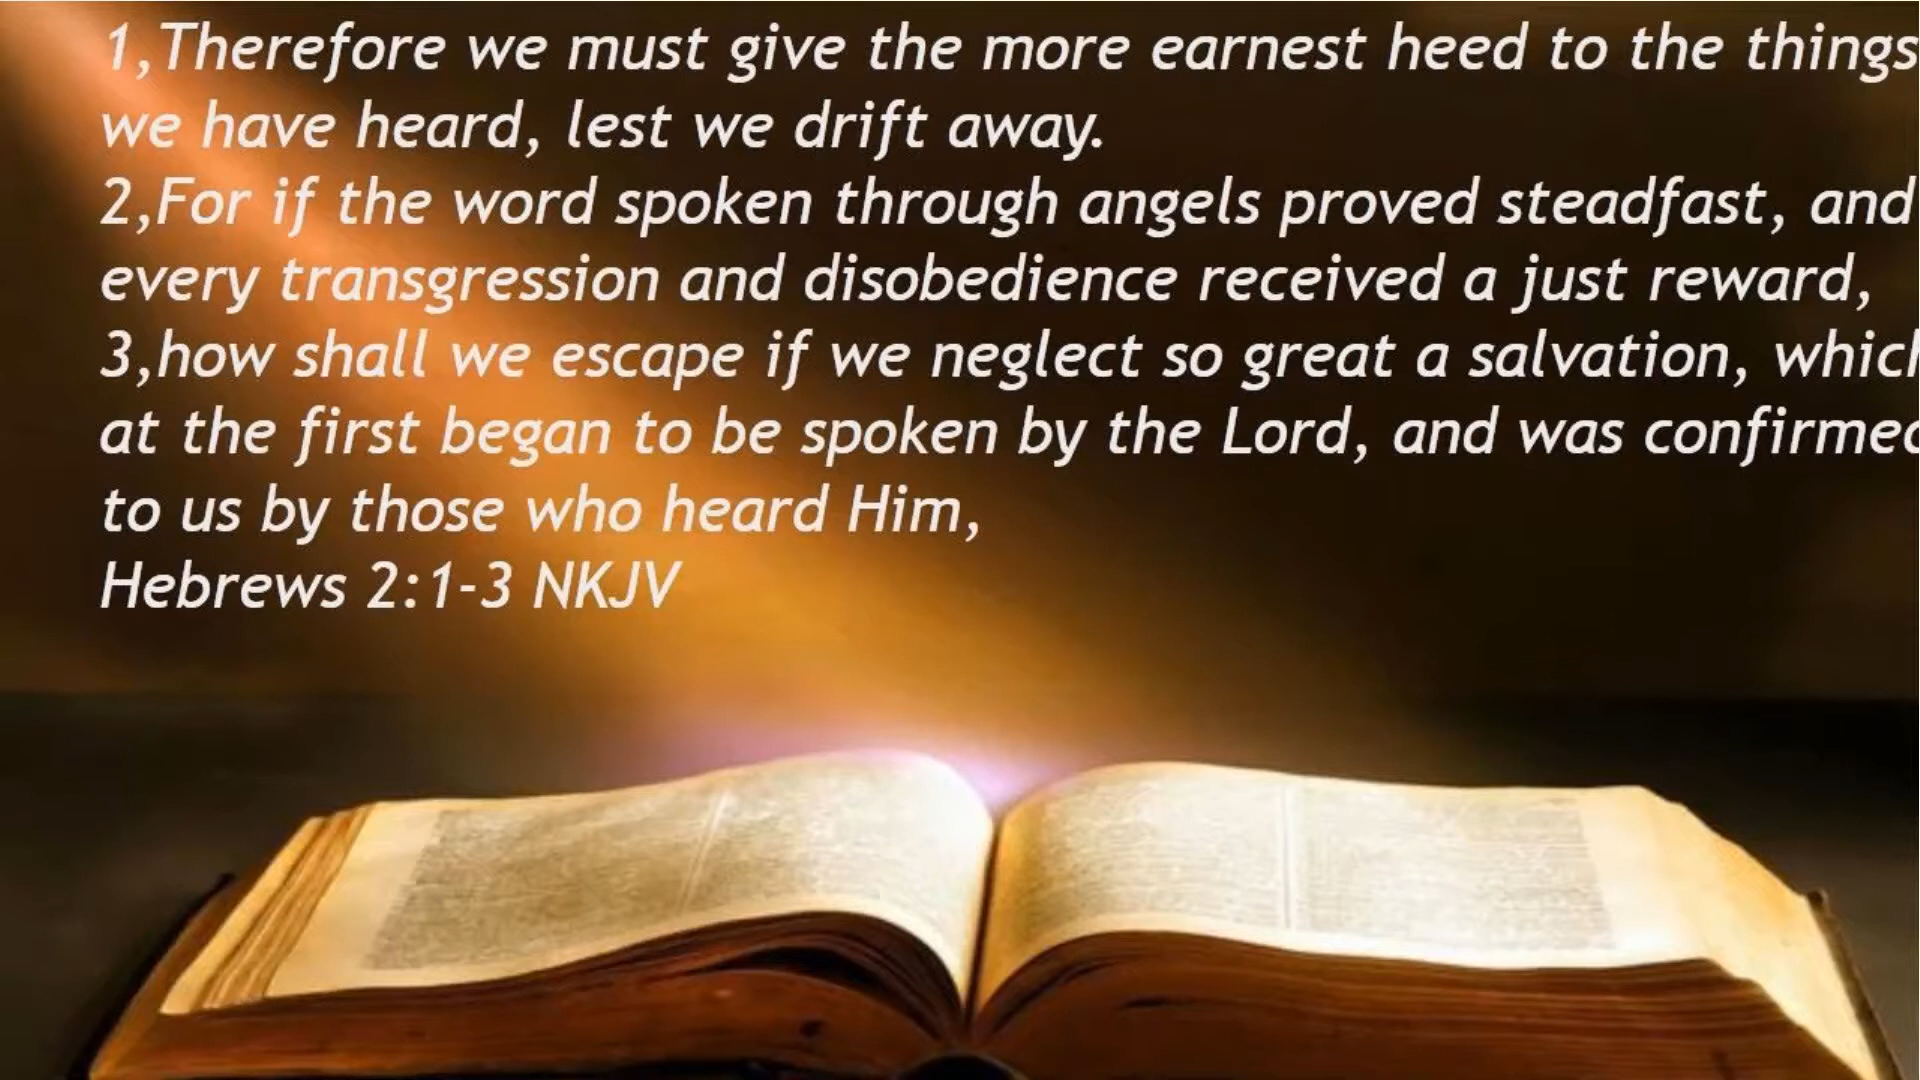 1,Therefore we must give the more earnest heed to the things
we have heard, lest we drift away.
2,For if the word spoken through angels proved steadfast, and
every transgression and disobedience received a just reward,
3,how shall we escape if we neglect so great a salvation, which
at the first began to be spoken by the Lord, and was confirmed
to us by those who heard Him,
Hebrews 2:1-3 NKJV